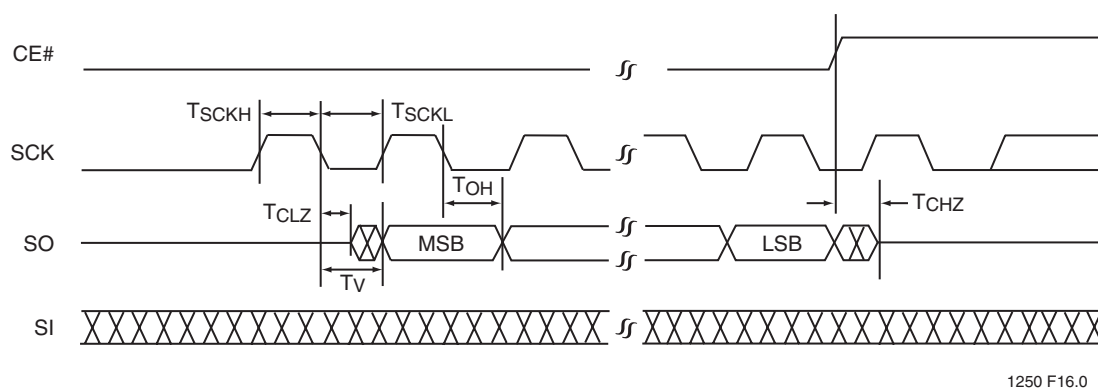 CE#
TSCKH
TSCKL
SCK
TOH
TCLZ
TCHZ
SO
MSB
LSB
TV
SI
1250 F16.0